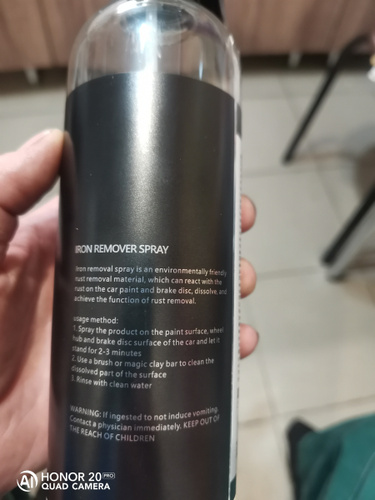 IRON REMOVER SPRAY
Iron removal spray is an environmentally friendly
rust removal material, which can react with the
rust on the car paint and brake disc, dissolve, and
achieve the function of rust removal.
usage method:
1. Spray the product on the paint surface, wheel
hub and brake disc surface of the car and let it
stand for 2-3 minutes
2. Use a brush or magic clay bar to clean the
dissolved part of the surface
3. Rinse with clean water
WARNING: If ingested to not induce vomiting.
Contact a physician immediately. KEEP OUT OF
THE REACH OF CHILDREN
AI HONOR 20 PRO
QUAD CAMERA